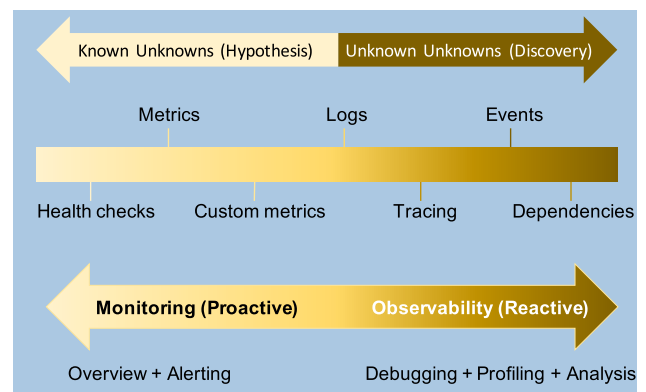 Known Unknowns (Hypothesis) Unknown Unknowns (Discovery)
Metrics Logs Events
Health checks Custom metrics Tracing Dependencies
Monitoring (Proactive) Observability (Reactive)
Overview + Alerting Debugging + Profiling + Analysis